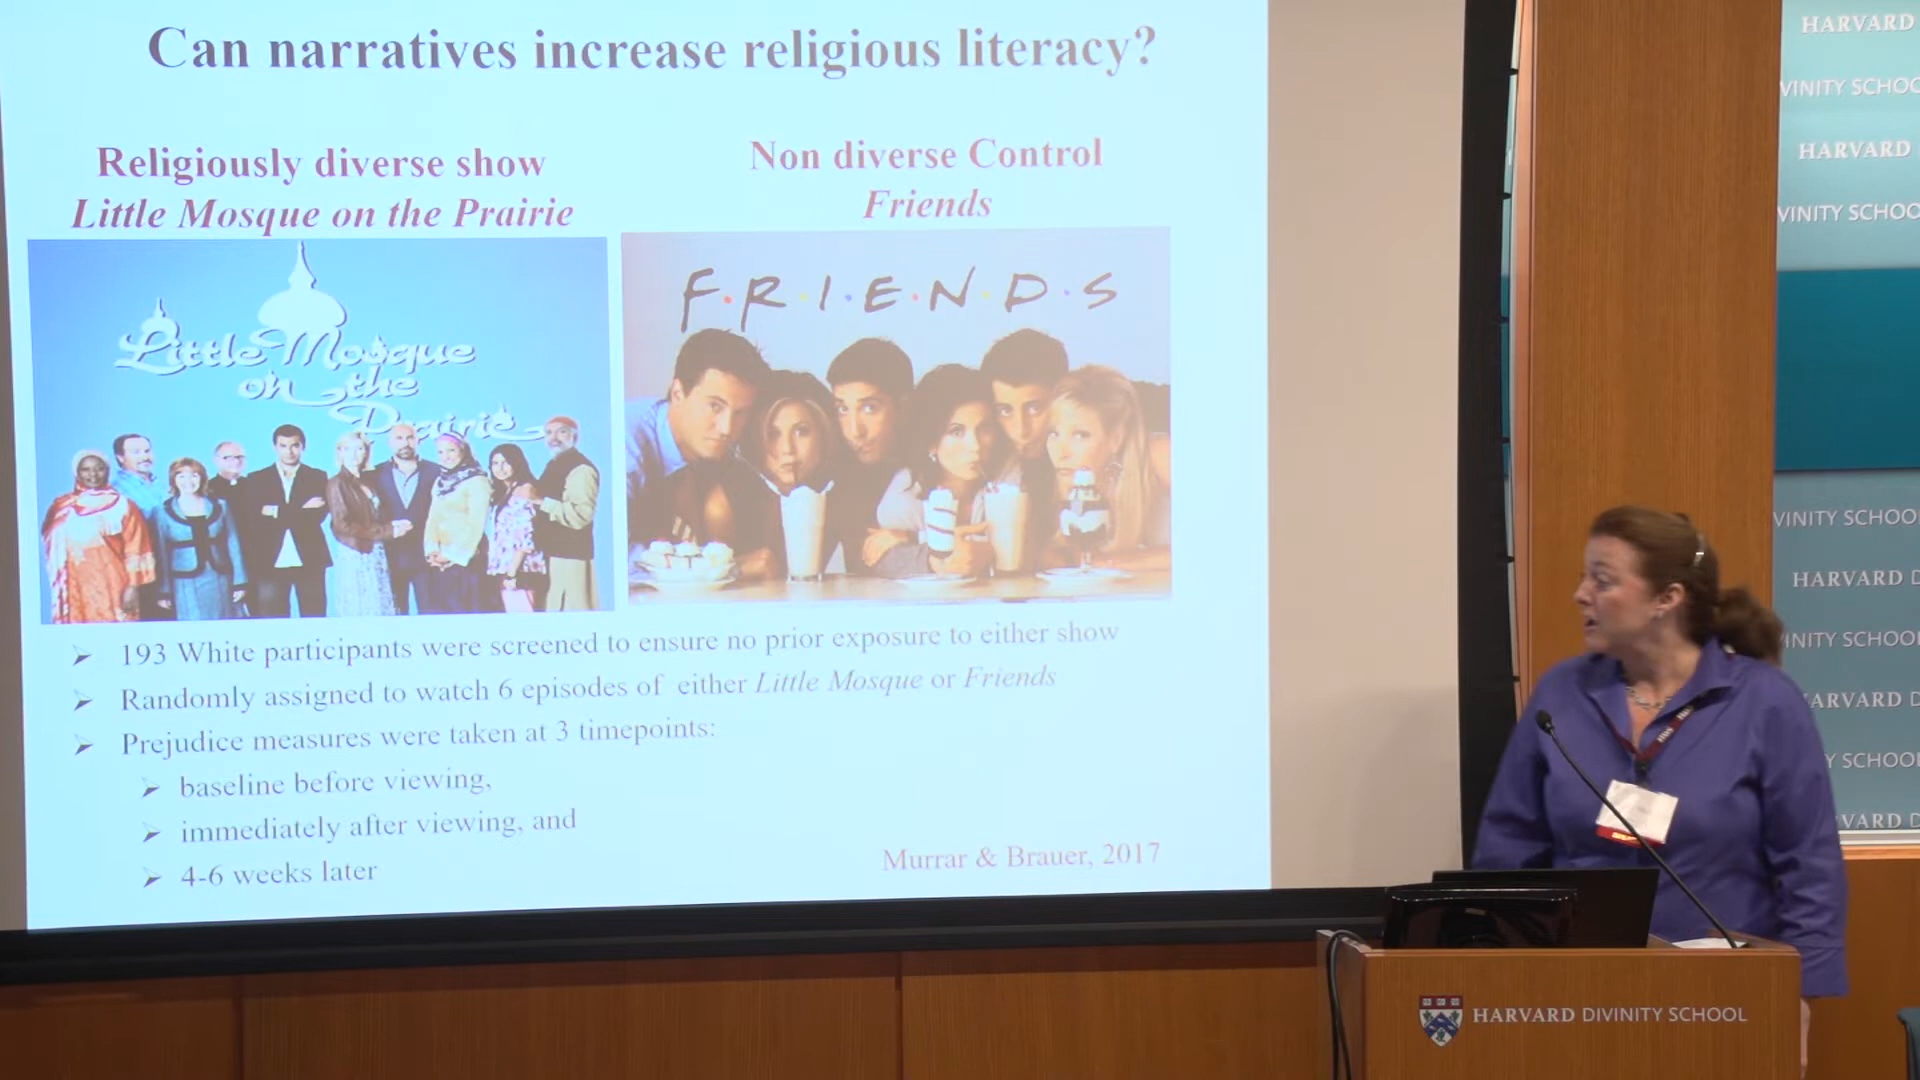 Can narratives increase religious literacy?
Religiously diverse show
Little Mosque on the Prairie
Non diverse Control
Friends
Little Mosque
on the
Prairie
F·R·I·E·N·D·S
➢ 193 White participants were screened to ensure no prior exposure to either show
➢ Randomly assigned to watch 6 episodes of either Little Mosque or Friends
➢ Prejudice measures were taken at 3 timepoints:
➢ baseline before viewing,
➢ immediately after viewing, and
➢ 4-6 weeks later
Murrar & Brauer, 2017
HARVARD
VINITY SCHOO
HARVARD
VINITY SCHOO
VINITY SCHOOL
HARVARD D
INITY SCHOOL
ARVARD D
Y SCHOOL
VARD D
HARVARD DIVINITY SCHOOL